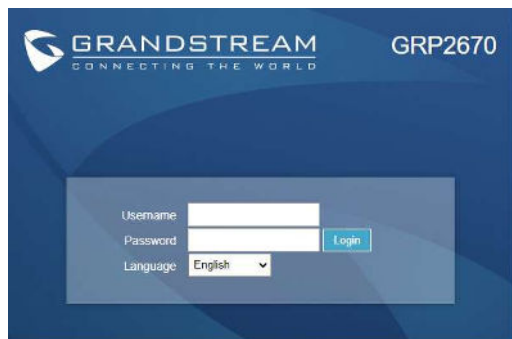 GRANDSTREAM
CONNECTING THE WORLD
GRP2670
Username
Password
Login
Language
English